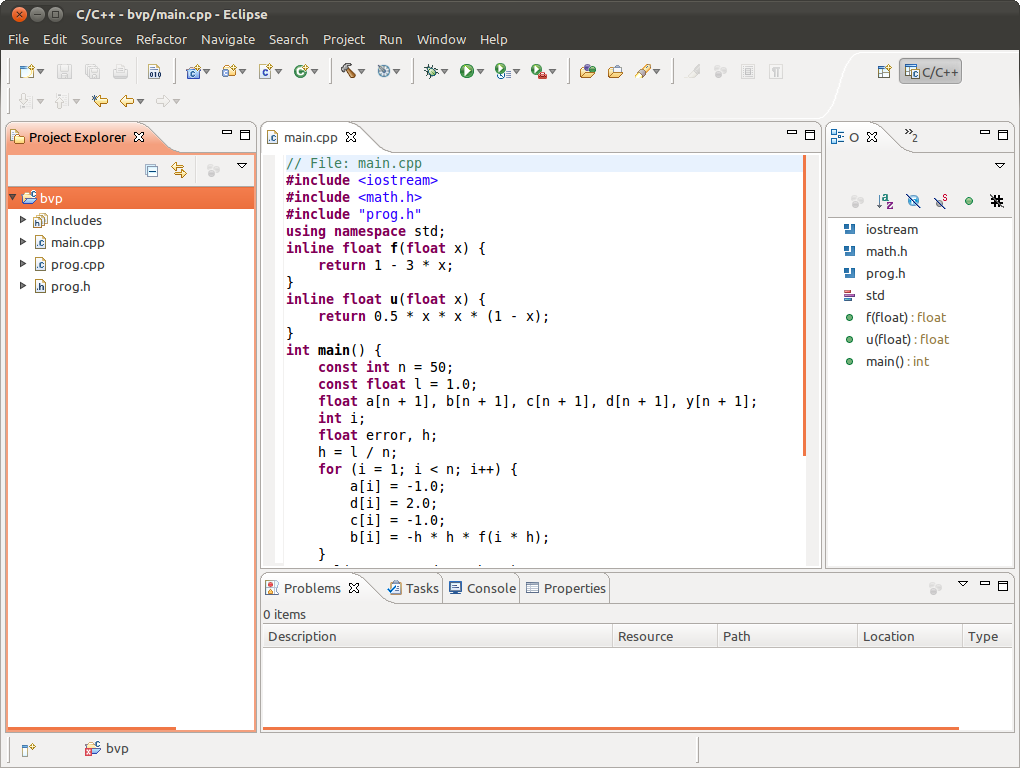 C/C++ - bvp/main.cpp - Eclipse
File Edit Source Refactor Navigate Search Project Run Window Help
C/C++
Project Explorer
bvp
Includes
main.cpp
prog.cpp
prog.h
main.cpp
// File: main.cpp
#include <iostream>
#include <math.h>
#include "prog.h"
using namespace std;
inline float f(float x) {
    return 1 - 3 * x;
}
inline float u(float x) {
    return 0.5 * x * x * (1 - x);
}
int main() {
    const int n = 50;
    const float l = 1.0;
    float a[n + 1], b[n + 1], c[n + 1], d[n + 1], y[n + 1];
    int i;
    float error, h;
    h = l / n;
    for (i = 1; i < n; i++) {
        a[i] = -1.0;
        d[i] = 2.0;
        c[i] = -1.0;
        b[i] = -h * h * f(i * h);
    }
O
»2
iostream
math.h
prog.h
std
f(float) : float
u(float) : float
main() : int
Problems Tasks Console Properties
0 items
Description Resource Path Location Type
bvp